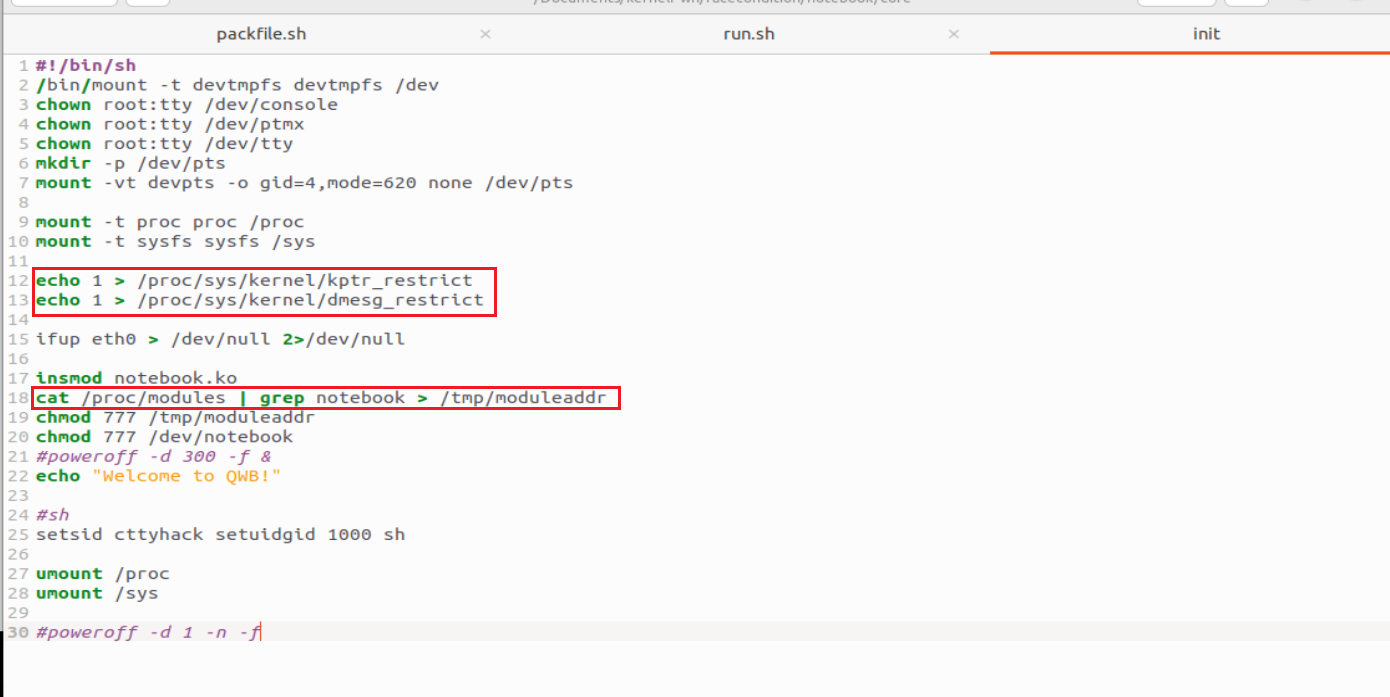 /Documents/kernelPwn/racecondition/notebook/core
packfile.sh × run.sh × init
1 #!/bin/sh
2 /bin/mount -t devtmpfs devtmpfs /dev
3 chown root:tty /dev/console
4 chown root:tty /dev/ptmx
5 chown root:tty /dev/tty
6 mkdir -p /dev/pts
7 mount -vt devpts -o gid=4,mode=620 none /dev/pts
8
9 mount -t proc proc /proc
10 mount -t sysfs sysfs /sys
11
12 echo 1 > /proc/sys/kernel/kptr_restrict
13 echo 1 > /proc/sys/kernel/dmesg_restrict
14
15 ifup eth0 > /dev/null 2>/dev/null
16
17 insmod notebook.ko
18 cat /proc/modules | grep notebook > /tmp/moduleaddr
19 chmod 777 /tmp/moduleaddr
20 chmod 777 /dev/notebook
21 #poweroff -d 300 -f &
22 echo "Welcome to QWB!"
23
24 #sh
25 setsid cttyhack setuidgid 1000 sh
26
27 umount /proc
28 umount /sys
29
30 #poweroff -d 1 -n -f